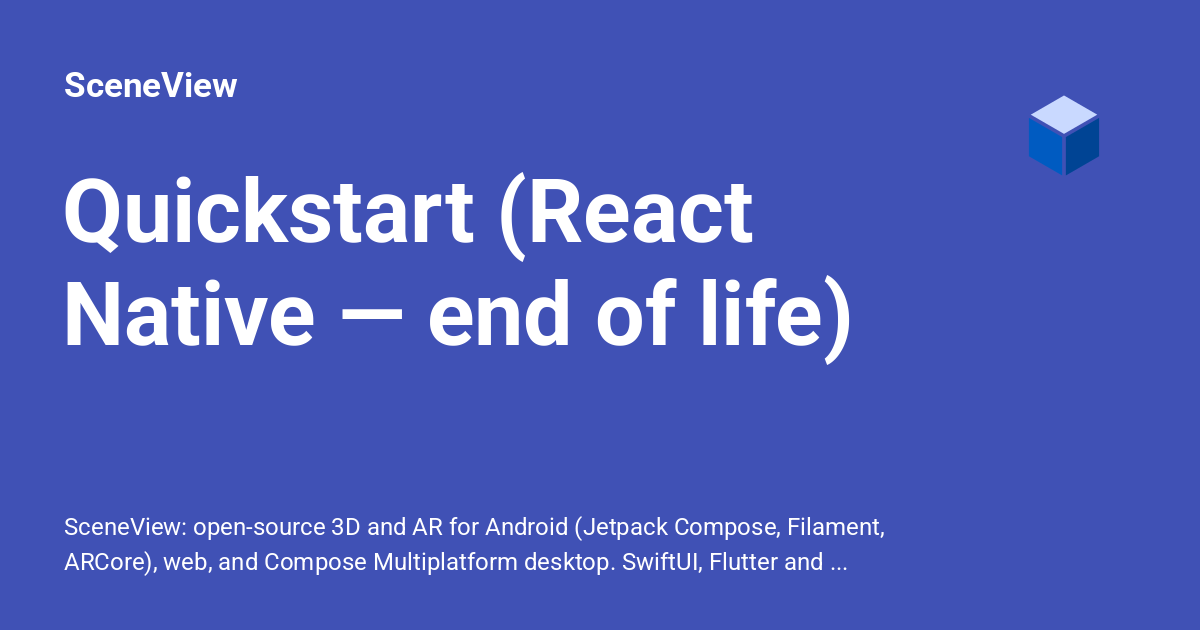 SceneView
Quickstart (React
Native — end of life)
SceneView: open-source 3D and AR for Android (Jetpack Compose, Filament,
ARCore), web, and Compose Multiplatform desktop. SwiftUI, Flutter and ...